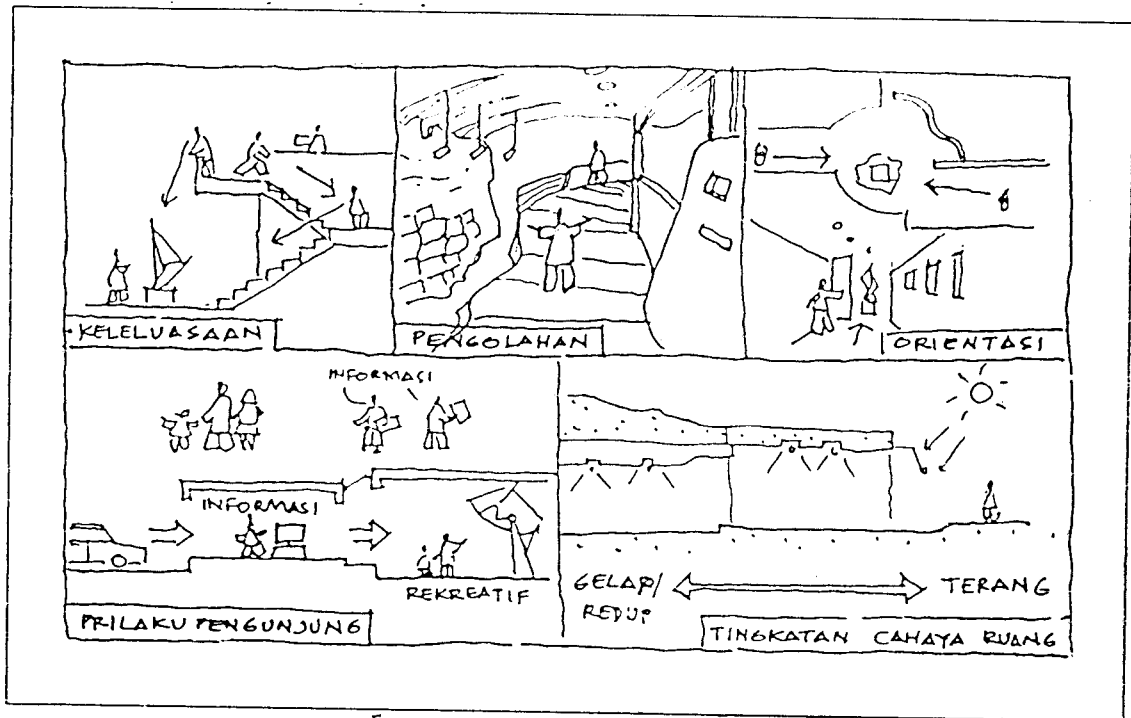 KELELUASAAN
PENGOLAHAN
ORIENTASI
INFORMASI
INFORMASI
REKREATIF
PRILAKU PENGUNJUNG
GELAP/
REDUP
TERANG
TINGKATAN CAHAYA RUANG